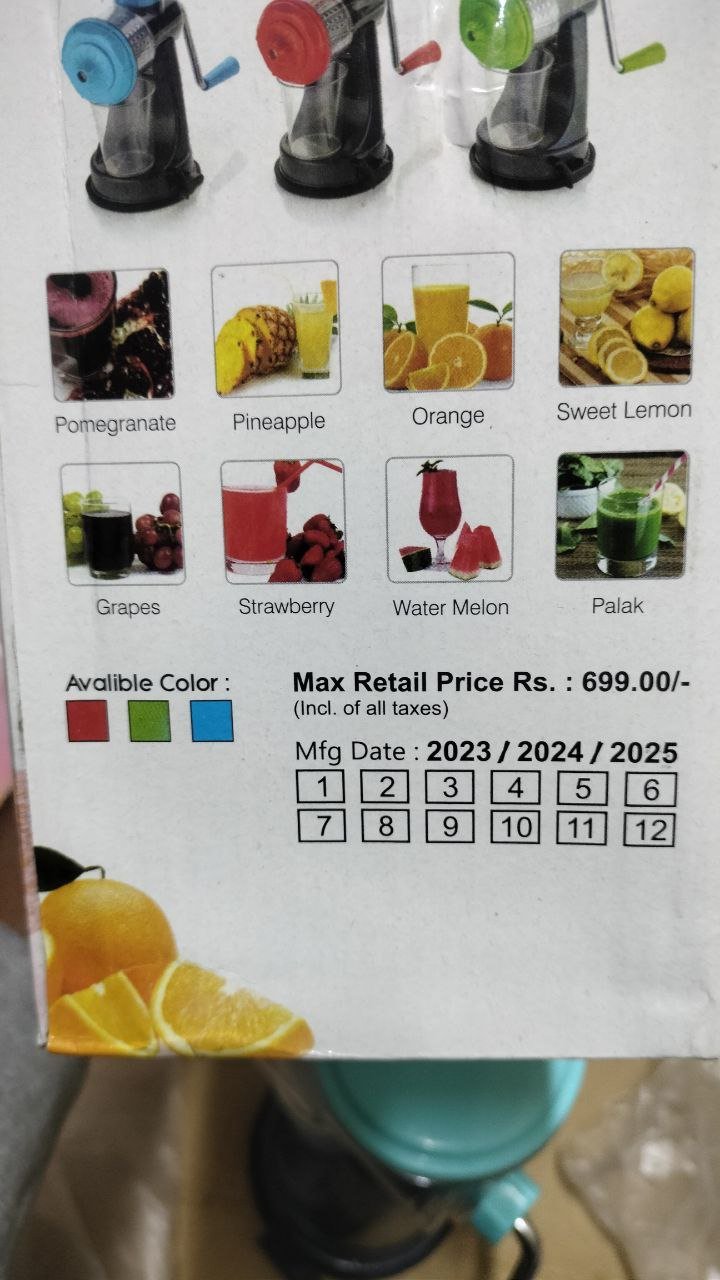 Pomegranate
Pineapple
Orange
Sweet Lemon
Grapes
Strawberry
Water Melon
Palak
Avalible Color :
Max Retail Price Rs. : 699.00/-
(Incl. of all taxes)
Mfg Date : 2023 / 2024 / 2025
1 2 3 4 5 6
7 8 9 10 11 12